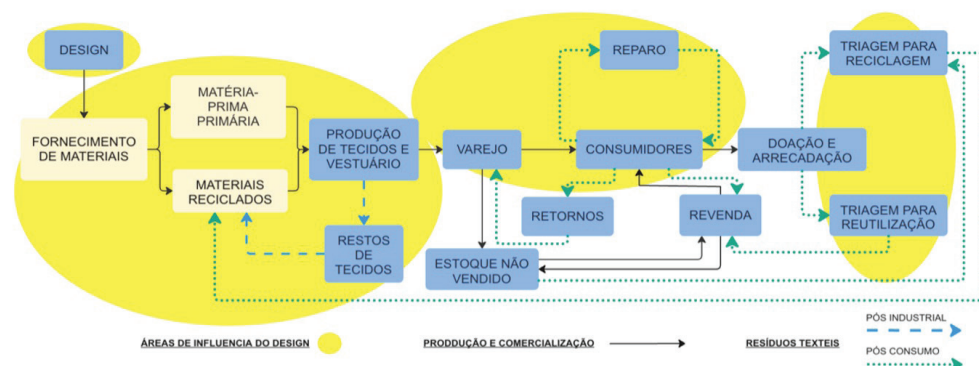 DESIGN
FORNECIMENTO
DE MATERIAIS
MATÉRIA-
PRIMA
PRIMÁRIA
MATERIAIS
RECICLADOS
PRODUÇÃO
DE TECIDOS E
VESTUÁRIO
RESTOS
DE
TECIDOS
VAREJO
REPARO
CONSUMIDORES
RETORNOS
REVENDA
ESTOQUE NÃO
VENDIDO
DOAÇÃO E
ARRECADAÇÃO
TRIAGEM PARA
RECICLAGEM
TRIAGEM PARA
REUTILIZAÇÃO
ÁREAS DE INFLUENCIA DO DESIGN
PRODDUÇÃO E COMERCIALIZAÇÃO
RESÍDUOS TEXTEIS
PÓS INDUSTRIAL
PÓS CONSUMO